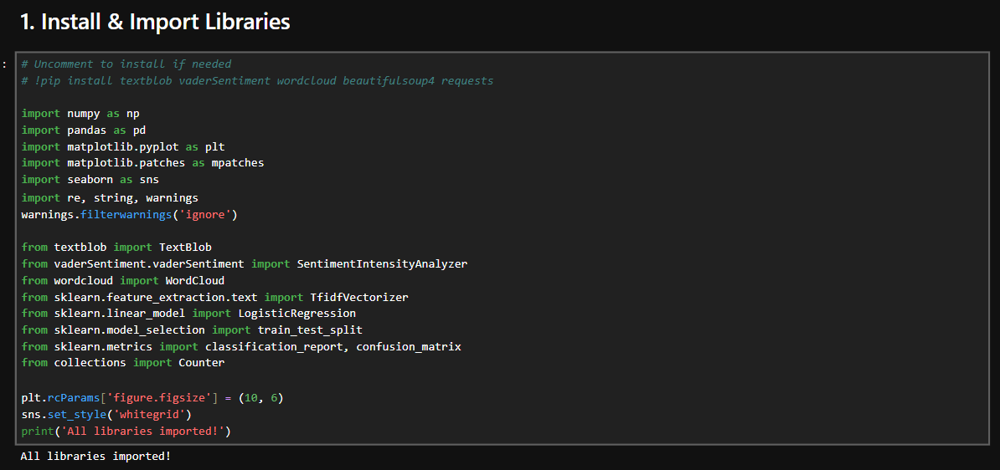 1. Install & Import Libraries
:
# Uncomment to install if needed
# !pip install textblob vaderSentiment wordcloud beautifulsoup4 requests
import numpy as np
import pandas as pd
import matplotlib.pyplot as plt
import matplotlib.patches as mpatches
import seaborn as sns
import re, string, warnings
warnings.filterwarnings('ignore')
from textblob import TextBlob
from vaderSentiment.vaderSentiment import SentimentIntensityAnalyzer
from wordcloud import WordCloud
from sklearn.feature_extraction.text import TfidfVectorizer
from sklearn.linear_model import LogisticRegression
from sklearn.model_selection import train_test_split
from sklearn.metrics import classification_report, confusion_matrix
from collections import Counter
plt.rcParams['figure.figsize'] = (10, 6)
sns.set_style('whitegrid')
print('All libraries imported!')
All libraries imported!